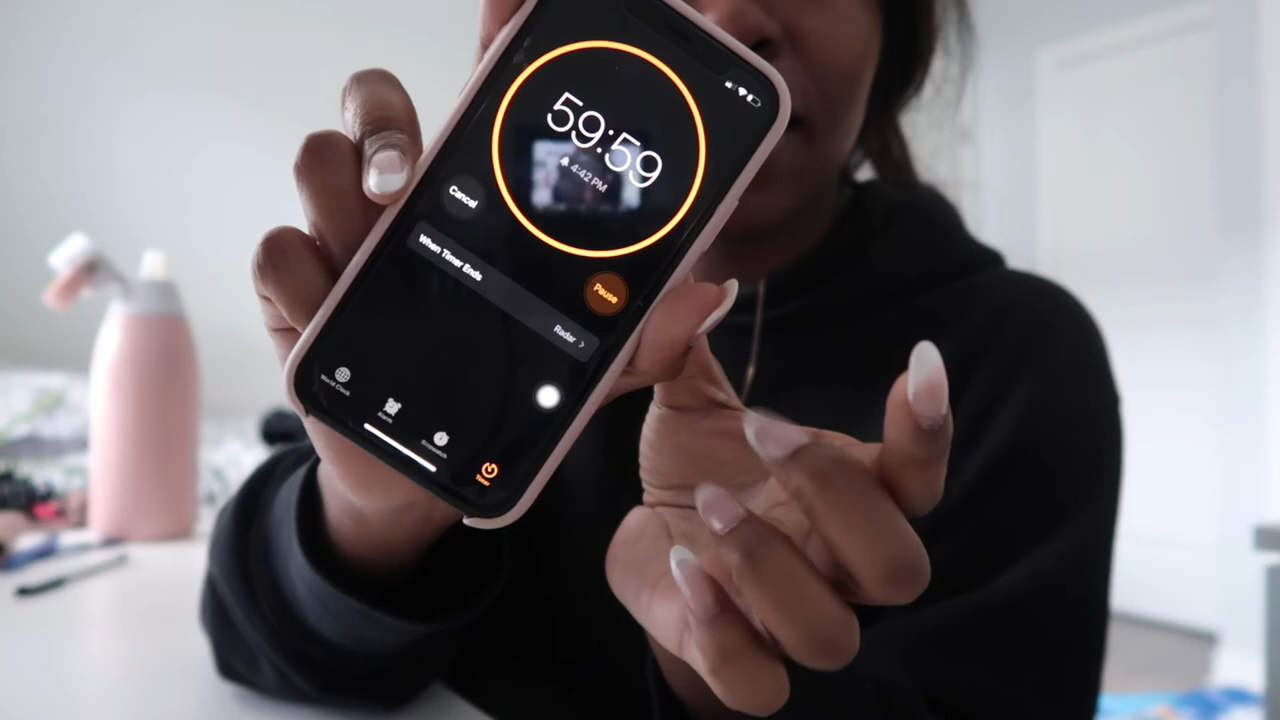 59:59
4:42 PM
Cancel
Pause
When Timer Ends
Radar
World Clock
Alarm
Stopwatch
Timer